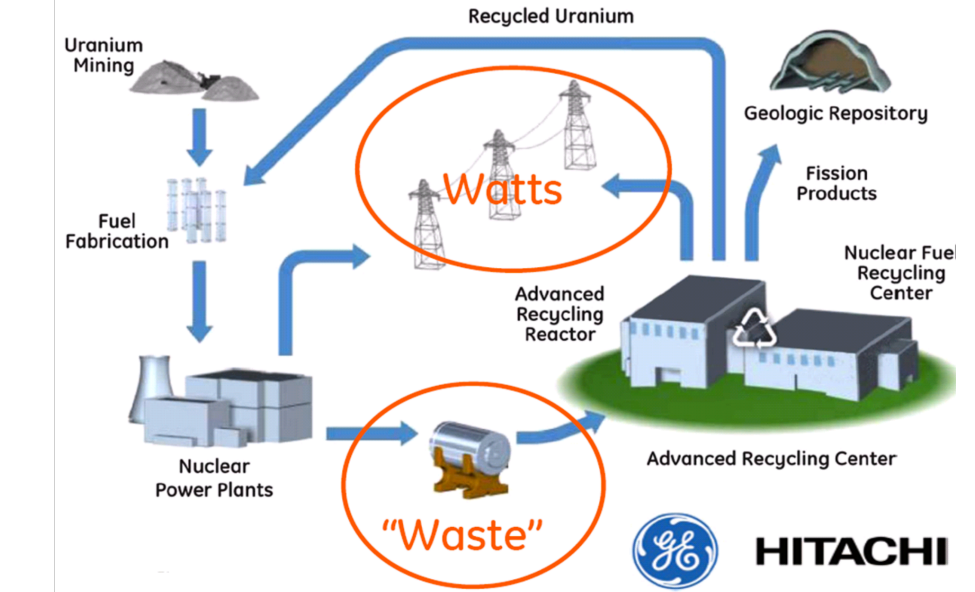 Recycled Uranium
Uranium
Mining
Geologic Repository
Fission
Products
Watts
Fuel
Fabrication
Nuclear Fuel
Recycling
Center
Advanced
Recycling
Reactor
Nuclear
Power Plants
Advanced Recycling Center
"Waste"
GE
HITACHI